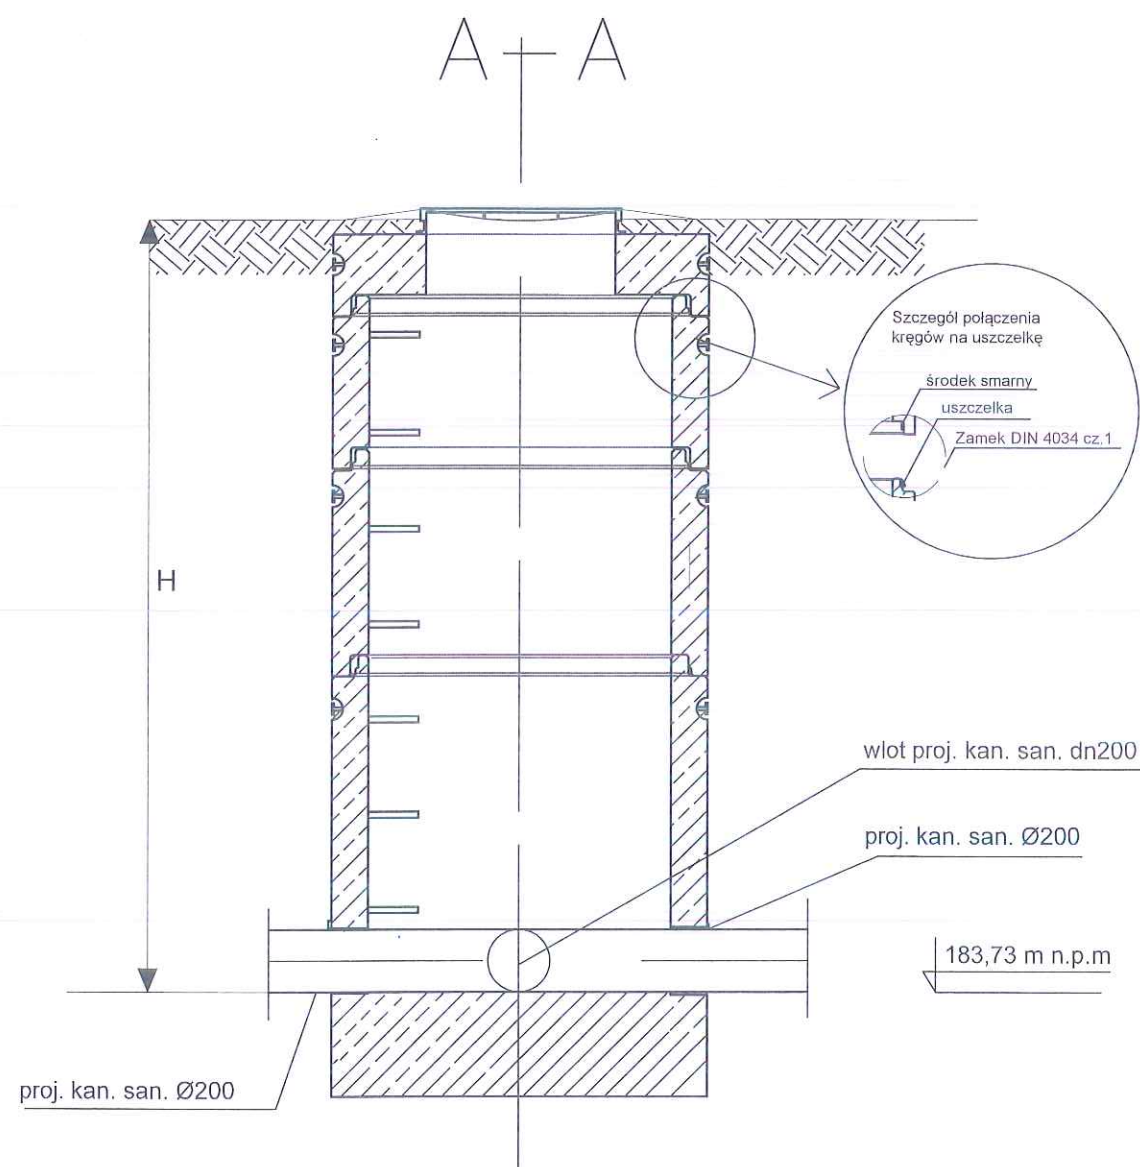 A A
Szczegół połączenia
kręgów na uszczelkę
środek smarny
uszczelka
Zamek DIN 4034 cz.1
H
wlot proj. kan. san. dn200
proj. kan. san. Ø200
183,73 m n.p.m
proj. kan. san. Ø200